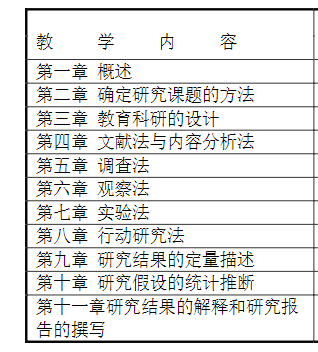 教 学 内 容
第一章 概述
第二章 确定研究课题的方法
第三章 教育科研的设计
第四章 文献法与内容分析法
第五章 调查法
第六章 观察法
第七章 实验法
第八章 行动研究法
第九章 研究结果的定量描述
第十章 研究假设的统计推断
第十一章研究结果的解释和研究报
告的撰写